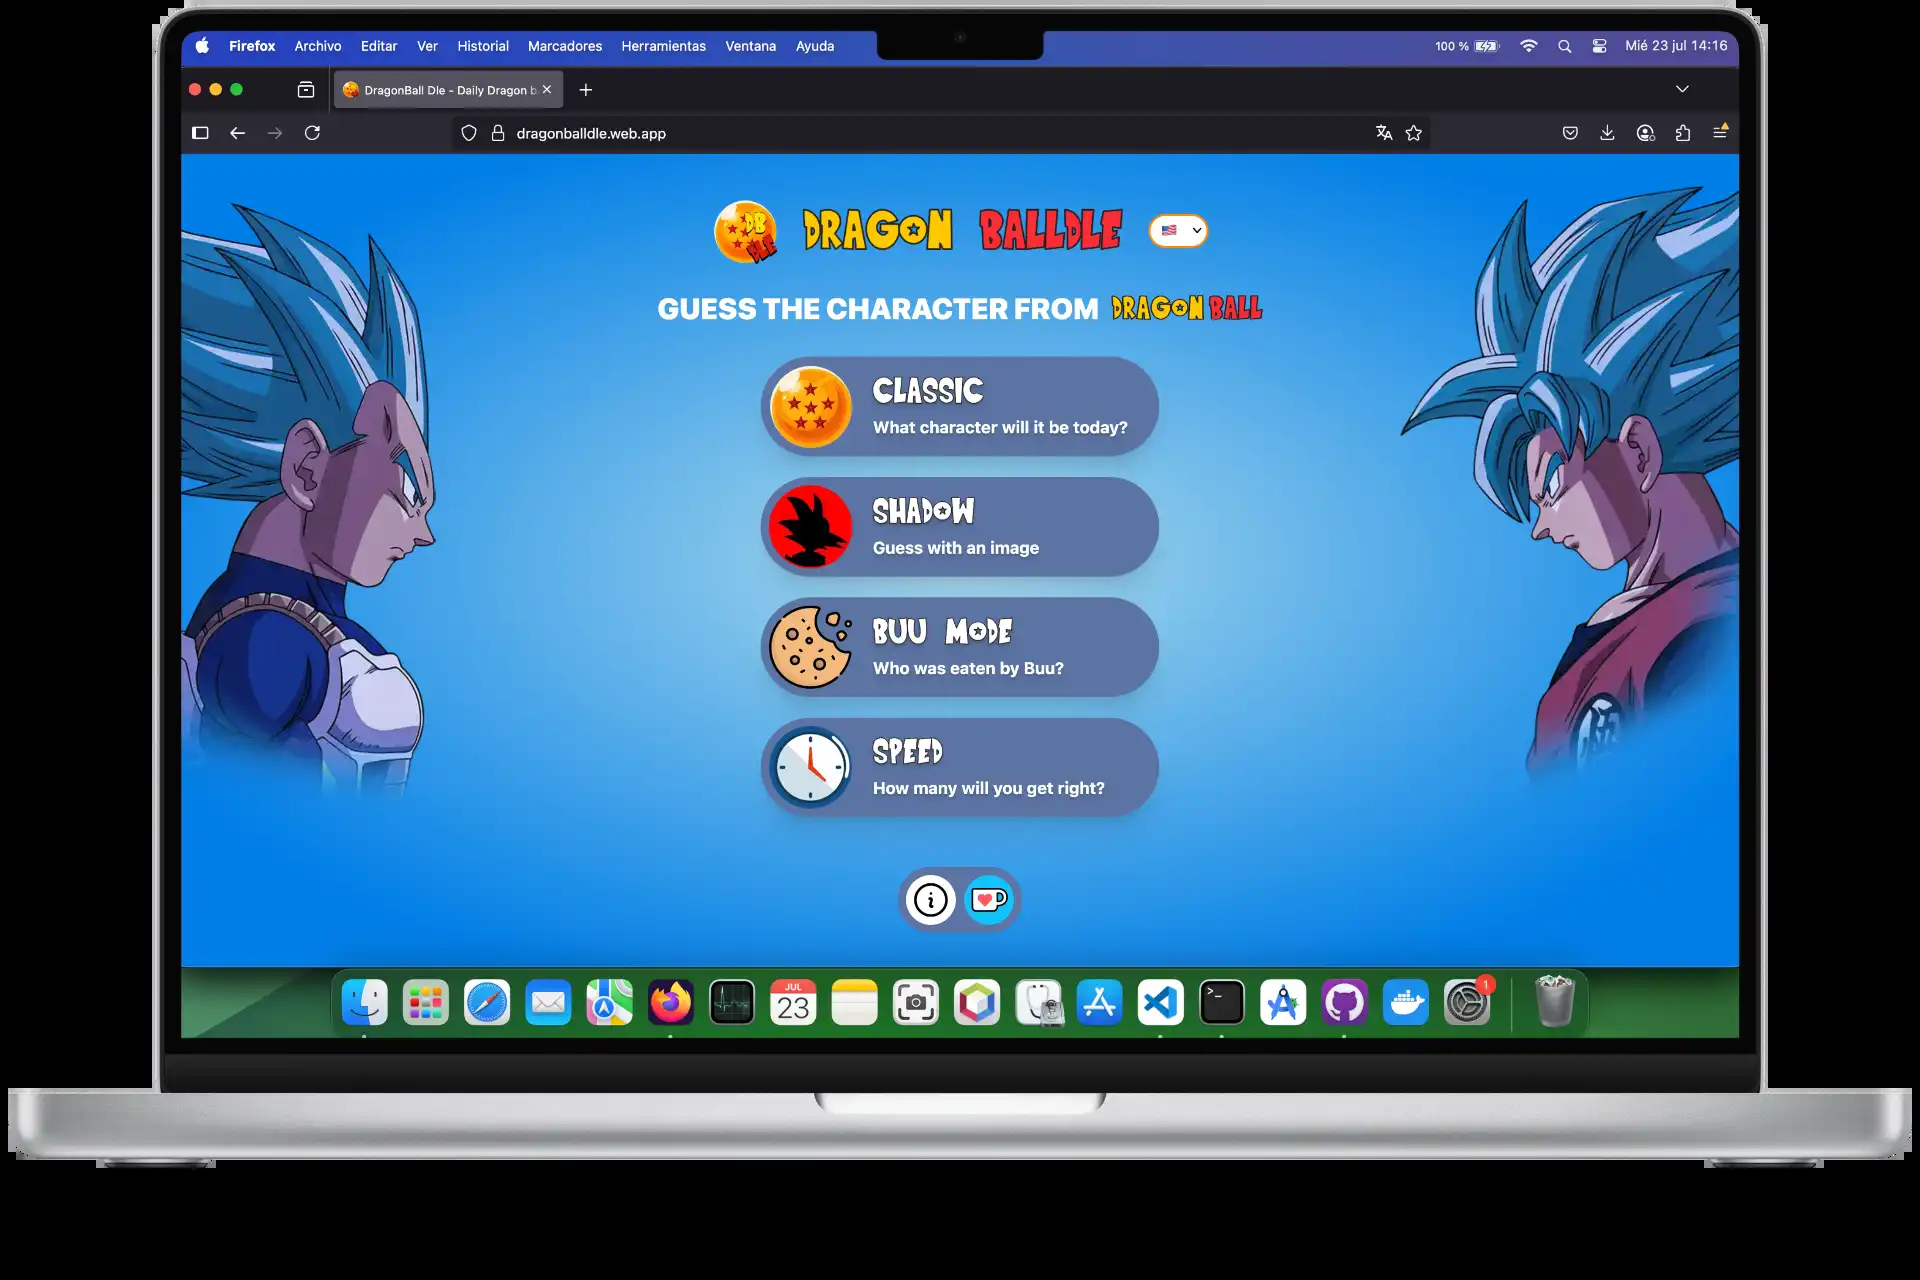 Firefox Archivo Editar Ver Historial Marcadores Herramientas Ventana Ayuda 100 % Mié 23 jul 14:16
DragonBall Dle - Daily Dragon b
dragonballdle.web.app
DB DLE DRAGON BALLDLE
GUESS THE CHARACTER FROM DRAGON BALL
CLASSIC
What character will it be today?
SHADOW
Guess with an image
BUU MODE
Who was eaten by Buu?
SPEED
How many will you get right?
JUL
23
1